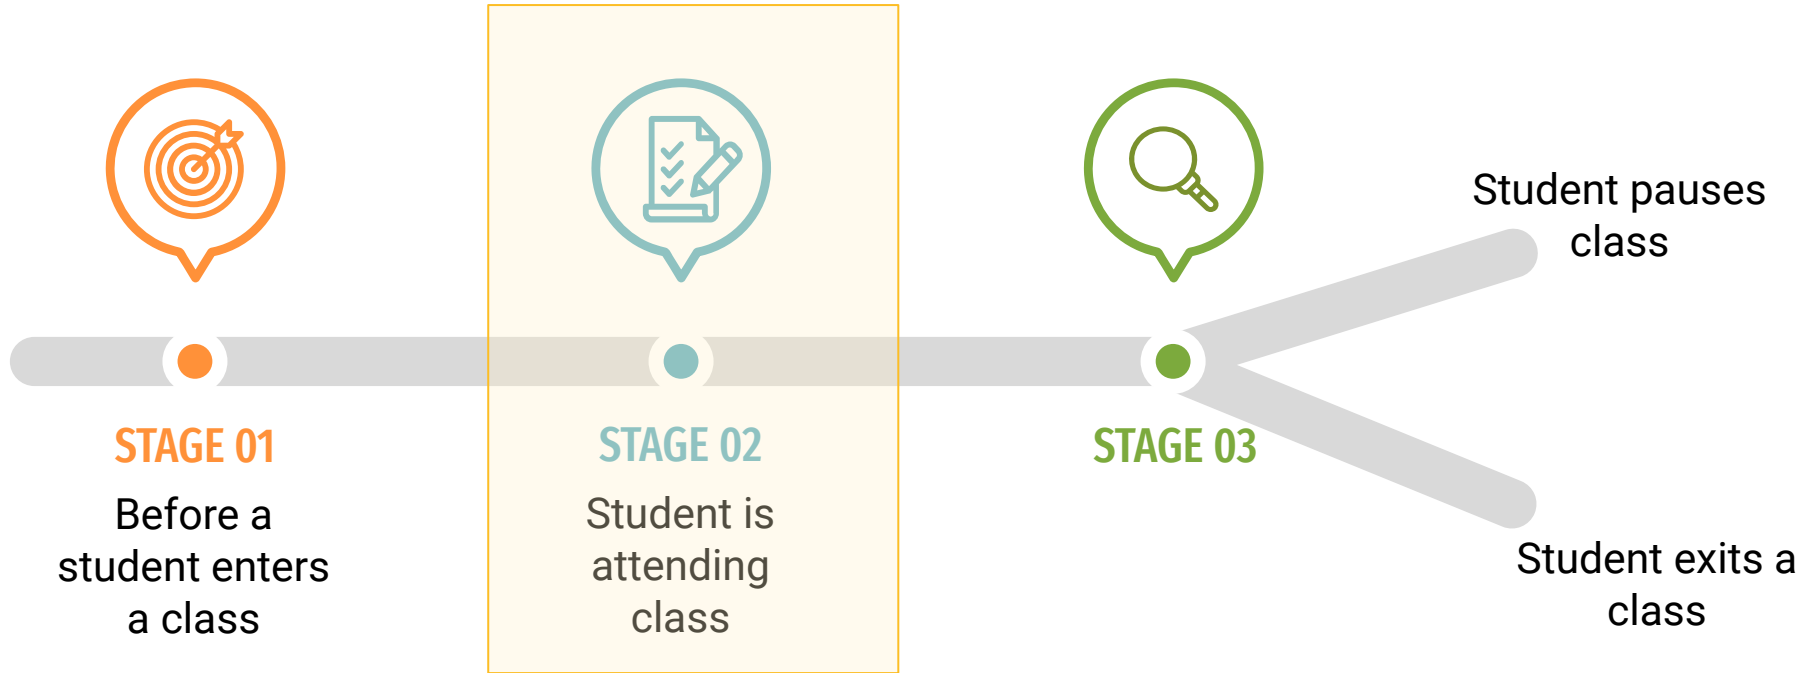 STAGE 01
Before a
student enters
a class
STAGE 02
Student is
attending
class
STAGE 03
Student pauses
class
Student exits a
class